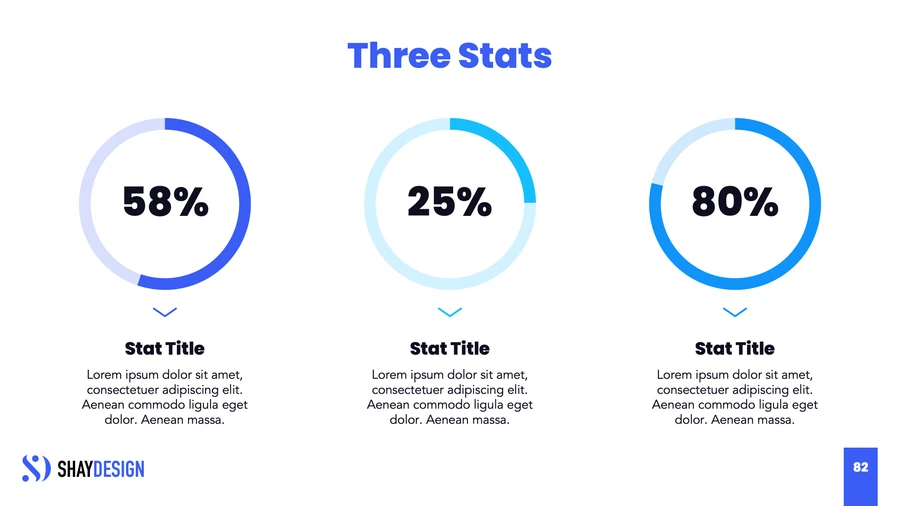 Three Stats
58%
25%
80%
Stat Title
Lorem ipsum dolor sit amet,
consectetuer adipiscing elit.
Aenean commodo ligula eget
dolor. Aenean massa.
Stat Title
Lorem ipsum dolor sit amet,
consectetuer adipiscing elit.
Aenean commodo ligula eget
dolor. Aenean massa.
Stat Title
Lorem ipsum dolor sit amet,
consectetuer adipiscing elit.
Aenean commodo ligula eget
dolor. Aenean massa.
SHAYDESIGN
82